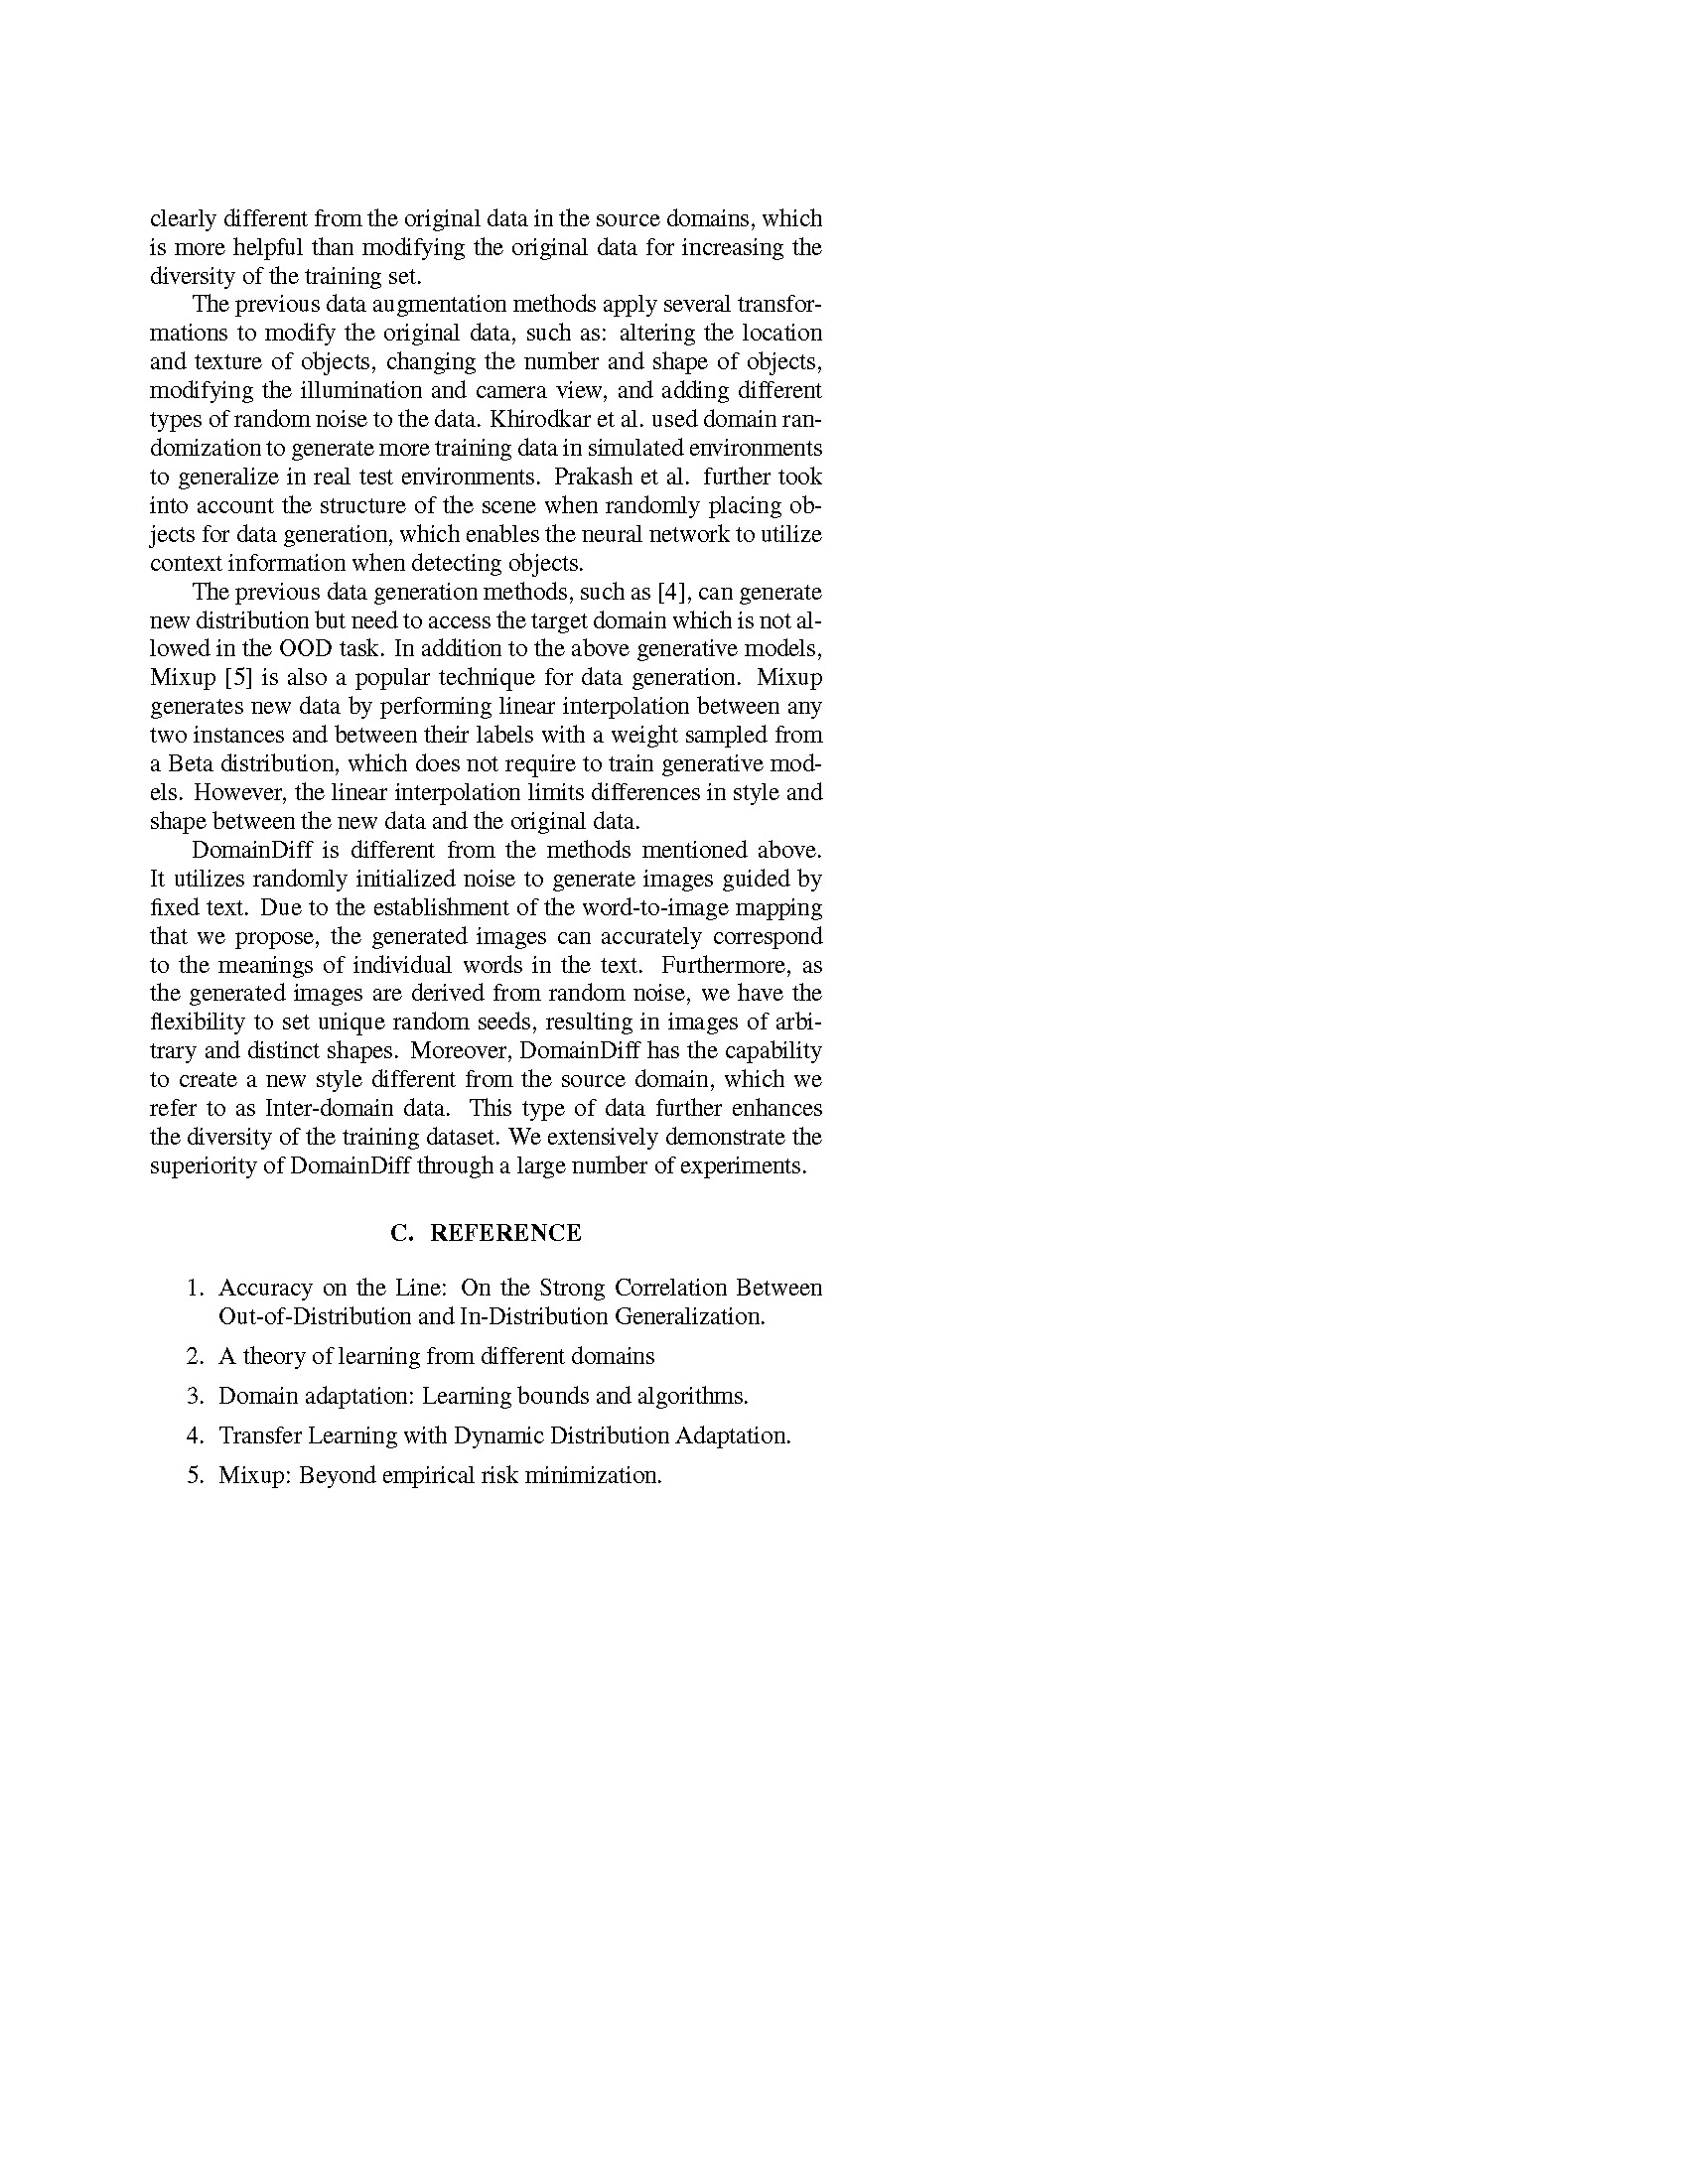 clearly different from the original data in the source domains, which
is more helpful than modifying the original data for increasing the
diversity of the training set.
The previous data augmentation methods apply several transfor-
mations to modify the original data, such as: altering the location
and texture of objects, changing the number and shape of objects,
modifying the illumination and camera view, and adding different
types of random noise to the data. Khirodkar et al. used domain ran-
domization to generate more training data in simulated environments
to generalize in real test environments. Prakash et al. further took
into account the structure of the scene when randomly placing ob-
jects for data generation, which enables the neural network to utilize
context information when detecting objects.
The previous data generation methods, such as [4], can generate
new distribution but need to access the target domain which is not al-
lowed in the OOD task. In addition to the above generative models,
Mixup [5] is also a popular technique for data generation. Mixup
generates new data by performing linear interpolation between any
two instances and between their labels with a weight sampled from
a Beta distribution, which does not require to train generative mod-
els. However, the linear interpolation limits differences in style and
shape between the new data and the original data.
DomainDiff is different from the methods mentioned above.
It utilizes randomly initialized noise to generate images guided by
fixed text. Due to the establishment of the word-to-image mapping
that we propose, the generated images can accurately correspond
to the meanings of individual words in the text. Furthermore, as
the generated images are derived from random noise, we have the
flexibility to set unique random seeds, resulting in images of arbi-
trary and distinct shapes. Moreover, DomainDiff has the capability
to create a new style different from the source domain, which we
refer to as Inter-domain data. This type of data further enhances
the diversity of the training dataset. We extensively demonstrate the
superiority of DomainDiff through a large number of experiments.
C. REFERENCE
1. Accuracy on the Line: On the Strong Correlation Between
Out-of-Distribution and In-Distribution Generalization.
2. A theory of learning from different domains
3. Domain adaptation: Learning bounds and algorithms.
4. Transfer Learning with Dynamic Distribution Adaptation.
5. Mixup: Beyond empirical risk minimization.